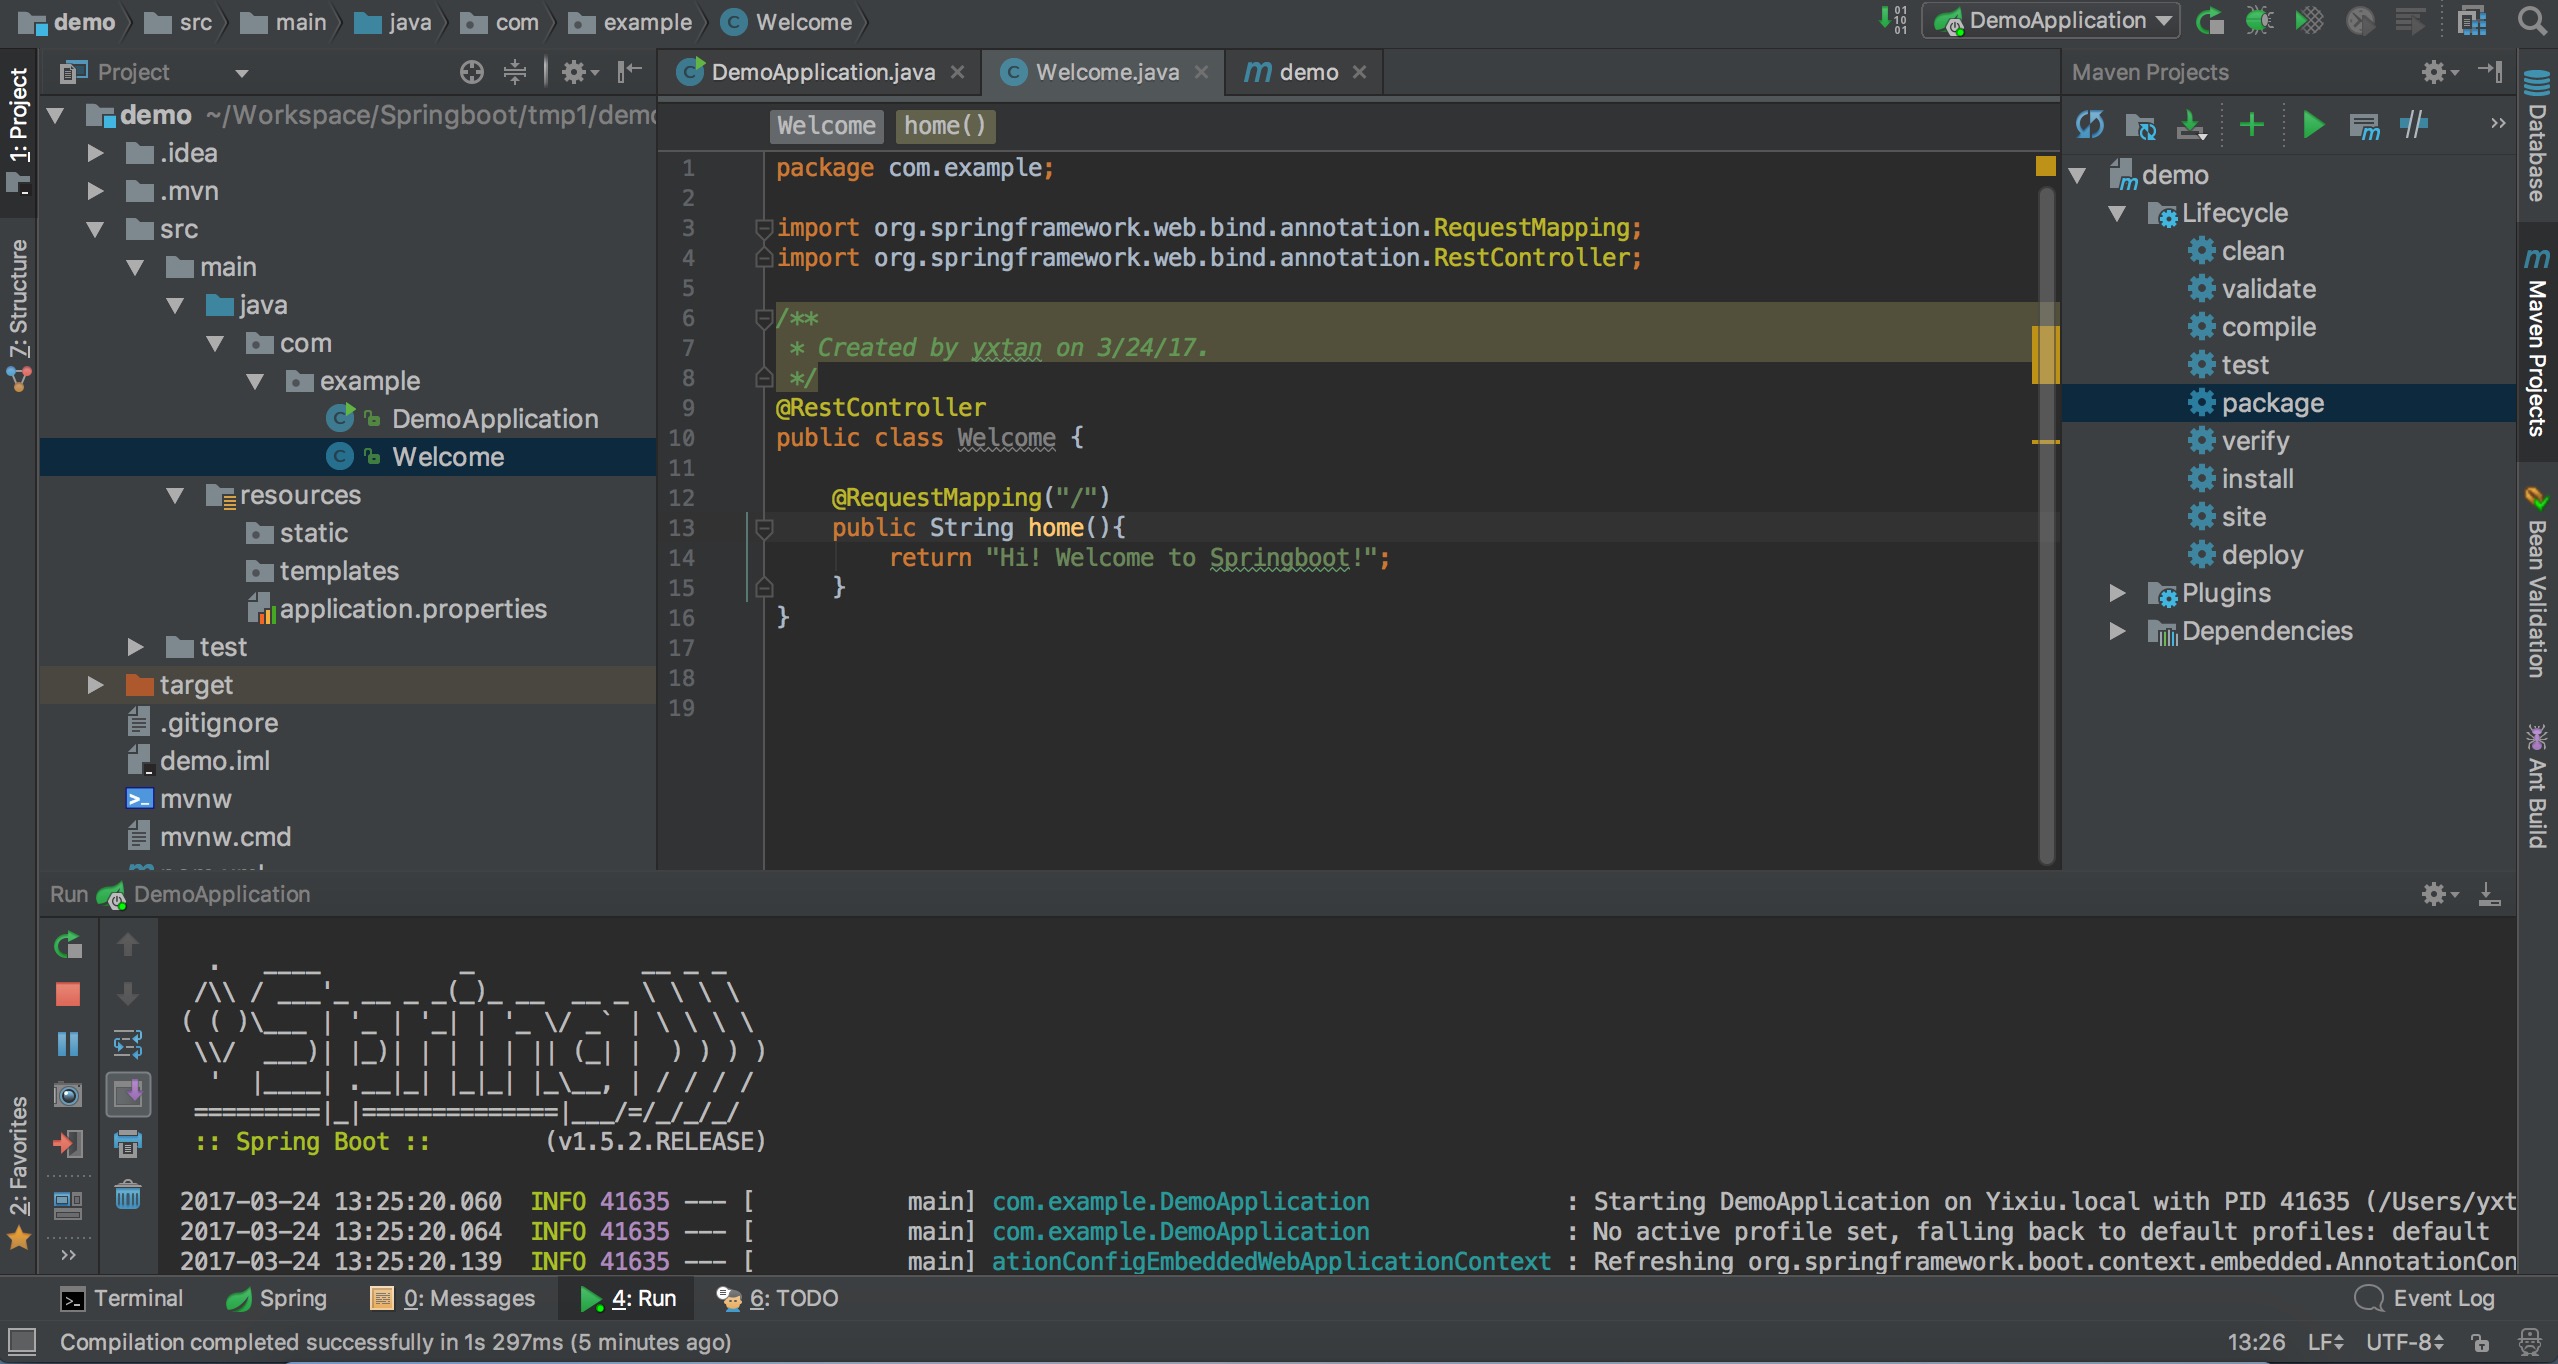 demo src main java com example Welcome
DemoApplication
Project
DemoApplication.java
Welcome.java
demo
Maven Projects
1: Project
7: Structure
2: Favorites
demo ~/Workspace/Springboot/tmp1/demo
.idea
.mvn
src
main
java
com
example
DemoApplication
Welcome
resources
static
templates
application.properties
test
target
.gitignore
demo.iml
mvnw
mvnw.cmd
Welcome home()
1 package com.example;
2
3 import org.springframework.web.bind.annotation.RequestMapping;
4 import org.springframework.web.bind.annotation.RestController;
5
6 /**
7 * Created by yxtan on 3/24/17.
8 */
9 @RestController
10 public class Welcome {
11
12 @RequestMapping("/")
13 public String home(){
14 return "Hi! Welcome to Springboot!";
15 }
16 }
17
18
19
demo
Lifecycle
clean
validate
compile
test
package
verify
install
site
deploy
Plugins
Dependencies
Database
Maven Projects
Bean Validation
Ant Build
Run DemoApplication
:: Spring Boot :: (v1.5.2.RELEASE)
2017-03-24 13:25:20.060 INFO 41635 --- [ main] com.example.DemoApplication : Starting DemoApplication on Yixiu.local with PID 41635 (/Users/yxt
2017-03-24 13:25:20.064 INFO 41635 --- [ main] com.example.DemoApplication : No active profile set, falling back to default profiles: default
2017-03-24 13:25:20.139 INFO 41635 --- [ main] ationConfigEmbeddedWebApplicationContext : Refreshing org.springframework.boot.context.embedded.AnnotationCon
Terminal Spring 0: Messages 4: Run 6: TODO Event Log
Compilation completed successfully in 1s 297ms (5 minutes ago) 13:26 LF UTF-8